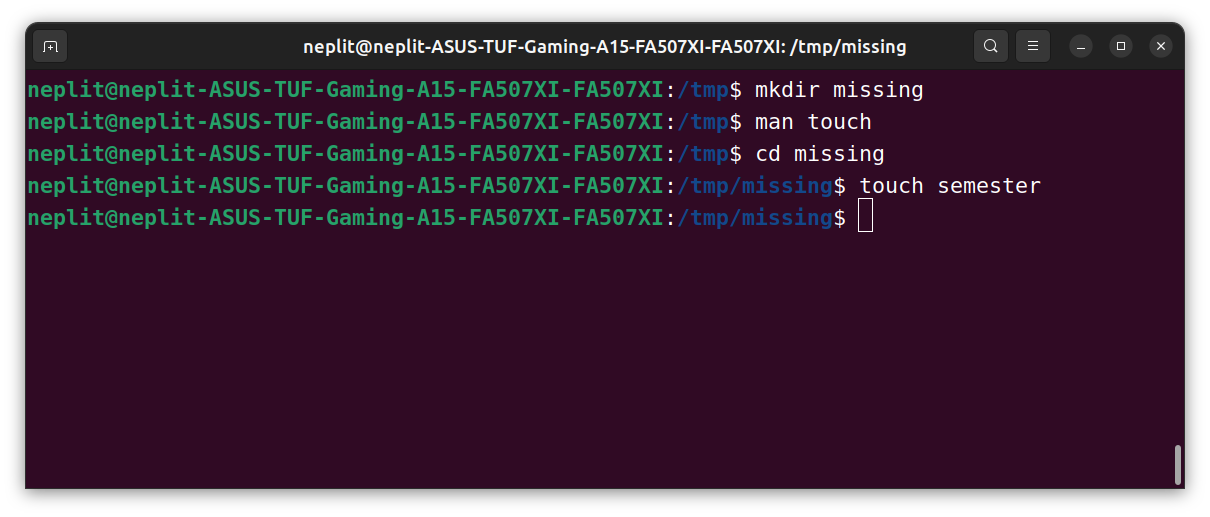 neplit@neplit-ASUS-TUF-Gaming-A15-FA507XI-FA507XI: /tmp/missing
neplit@neplit-ASUS-TUF-Gaming-A15-FA507XI-FA507XI:/tmp$ mkdir missing
neplit@neplit-ASUS-TUF-Gaming-A15-FA507XI-FA507XI:/tmp$ man touch
neplit@neplit-ASUS-TUF-Gaming-A15-FA507XI-FA507XI:/tmp$ cd missing
neplit@neplit-ASUS-TUF-Gaming-A15-FA507XI-FA507XI:/tmp/missing$ touch semester
neplit@neplit-ASUS-TUF-Gaming-A15-FA507XI-FA507XI:/tmp/missing$